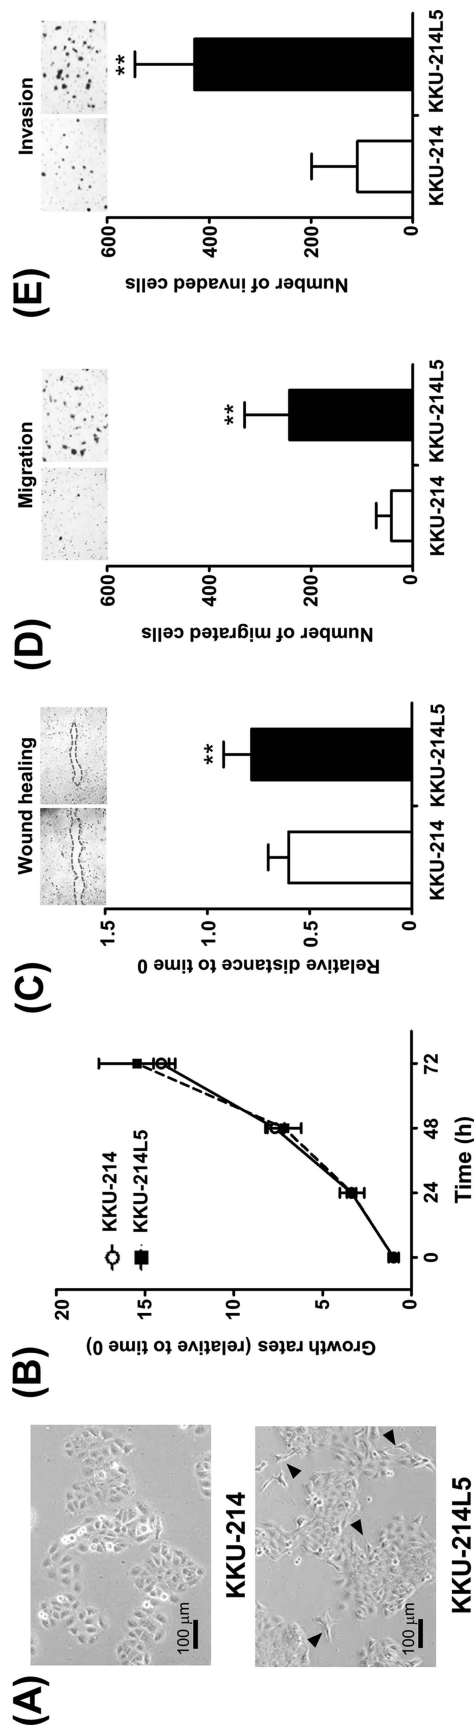 (A)
KKU-214
100 μm
KKU-214L5
100 μm
(B)
Growth rates (relative to time 0)
20
15
10
5
0
KKU-214
KKU-214L5
0
24
48
72
Time (h)
(C)
Wound healing
Relative distance to time 0
1.5
1.0
0.5
0
**
KKU-214
KKU-214L5
(D)
Migration
Number of migrated cells
600
400
200
0
**
KKU-214
KKU-214L5
(E)
Invasion
Number of invaded cells
600
400
200
0
**
KKU-214
KKU-214L5